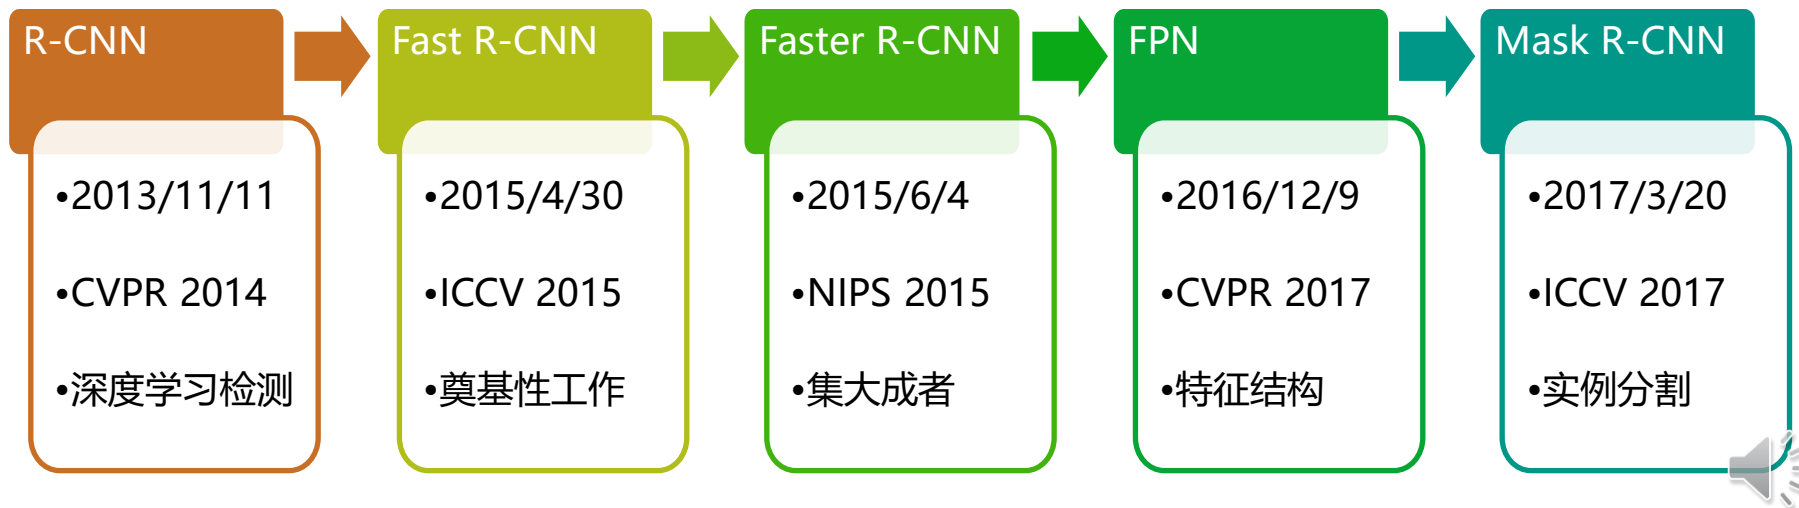 R-CNN
•2013/11/11
•CVPR 2014
•深度学习检测
Fast R-CNN
•2015/4/30
•ICCV 2015
•奠基性工作
Faster R-CNN
•2015/6/4
•NIPS 2015
•集大成者
FPN
•2016/12/9
•CVPR 2017
•特征结构
Mask R-CNN
•2017/3/20
•ICCV 2017
•实例分割